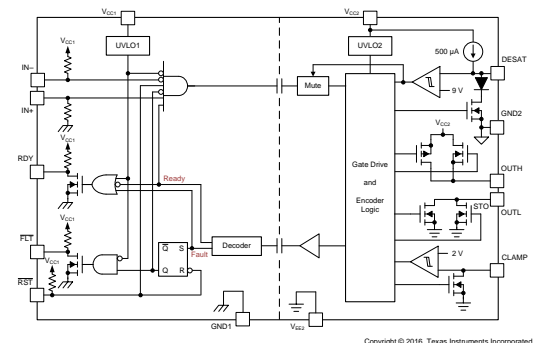 VCC1
VCC2
VCC1
UVLO1
UVLO2
500 µA
DESAT
IN–
Mute
9 V
IN+
VCC1
GND2
VCC2
RDY
Ready
Gate Drive
and
Encoder
Logic
OUTH
OUTL
STO
VCC1
FLT
Q S
Fault
Decoder
2 V
VCC1
Q R
CLAMP
RST
GND1
VEE2
Copyright © 2016, Texas Instruments Incorporated